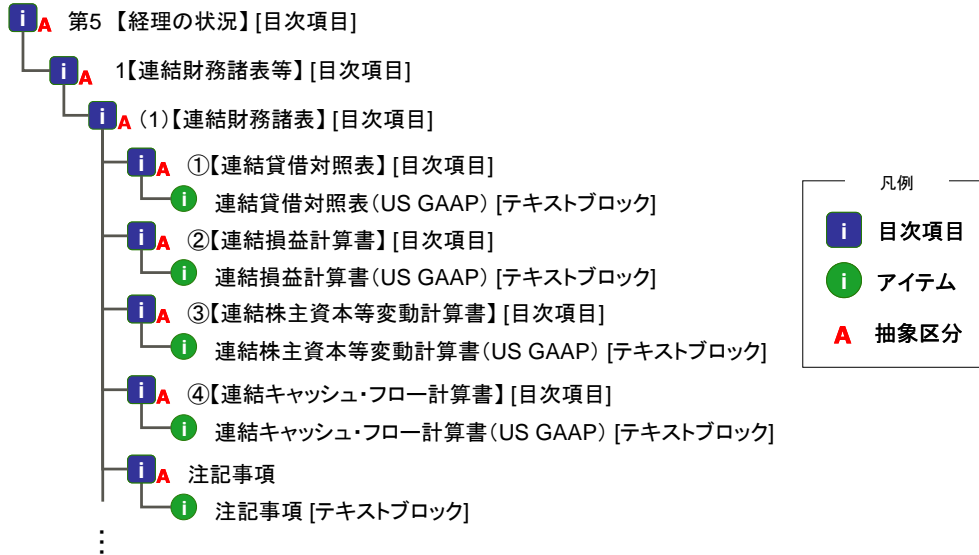 i A 第5 【経理の状況】 [目次項目]
i A 1【連結財務諸表等】 [目次項目]
i A (1)【連結財務諸表】 [目次項目]
i A ①【連結貸借対照表】 [目次項目]
i 連結貸借対照表（US GAAP） [テキストブロック]
i A ②【連結損益計算書】 [目次項目]
i 連結損益計算書（US GAAP） [テキストブロック]
i A ③【連結株主資本等変動計算書】 [目次項目]
i 連結株主資本等変動計算書（US GAAP） [テキストブロック]
i A ④【連結キャッシュ・フロー計算書】 [目次項目]
i 連結キャッシュ・フロー計算書（US GAAP） [テキストブロック]
i A 注記事項
i 注記事項 [テキストブロック]
⋮
凡例
i 目次項目
i アイテム
A 抽象区分